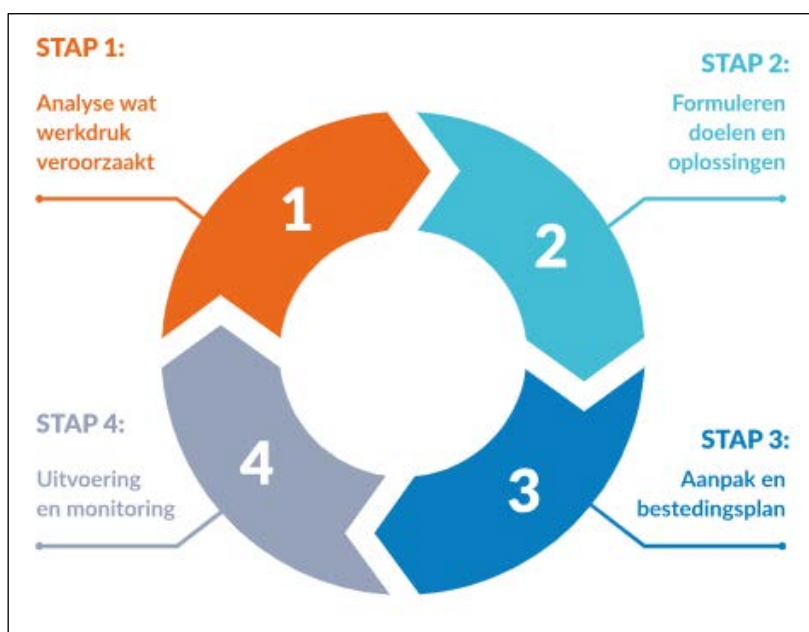 STAP 1:
Analyse wat
werkdruk
veroorzaakt
1
STAP 2:
Formuleren
doelen en
oplossingen
2
STAP 3:
Aanpak en
bestedingsplan
3
STAP 4:
Uitvoering
en monitoring
4